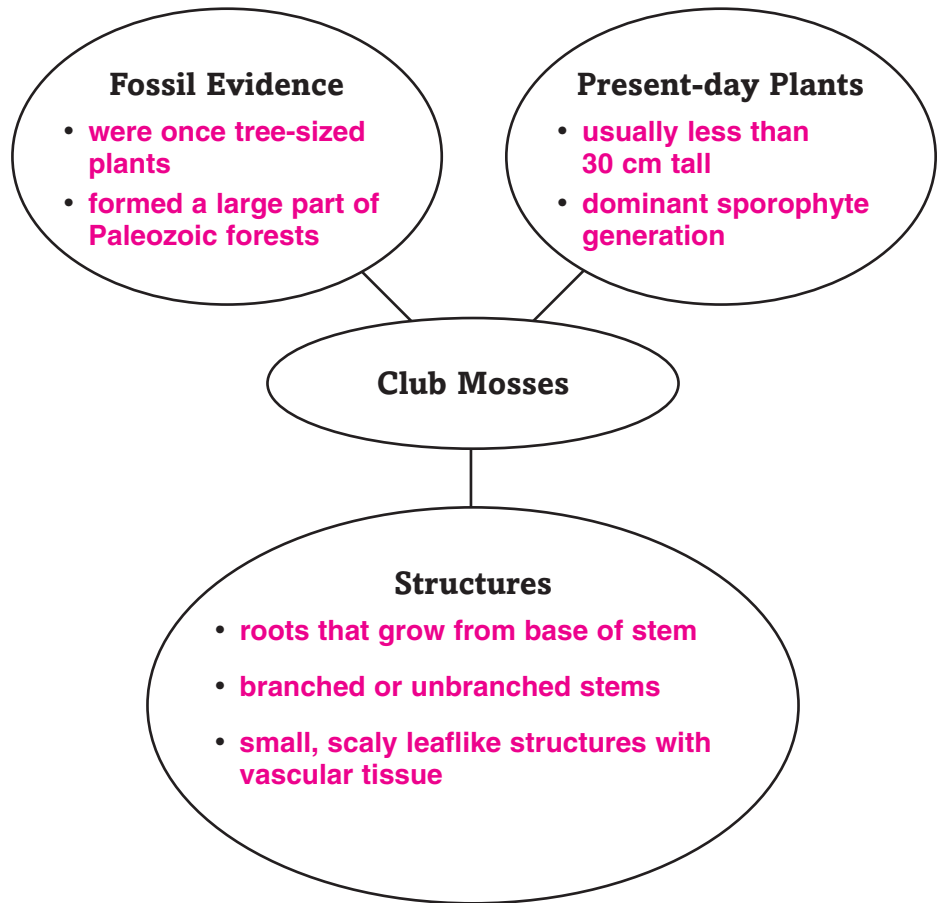 Fossil Evidence
• were once tree-sized
plants
• formed a large part of
Paleozoic forests
Present-day Plants
• usually less than
30 cm tall
• dominant sporophyte
generation
Club Mosses
Structures
• roots that grow from base of stem
• branched or unbranched stems
• small, scaly leaflike structures with
vascular tissue